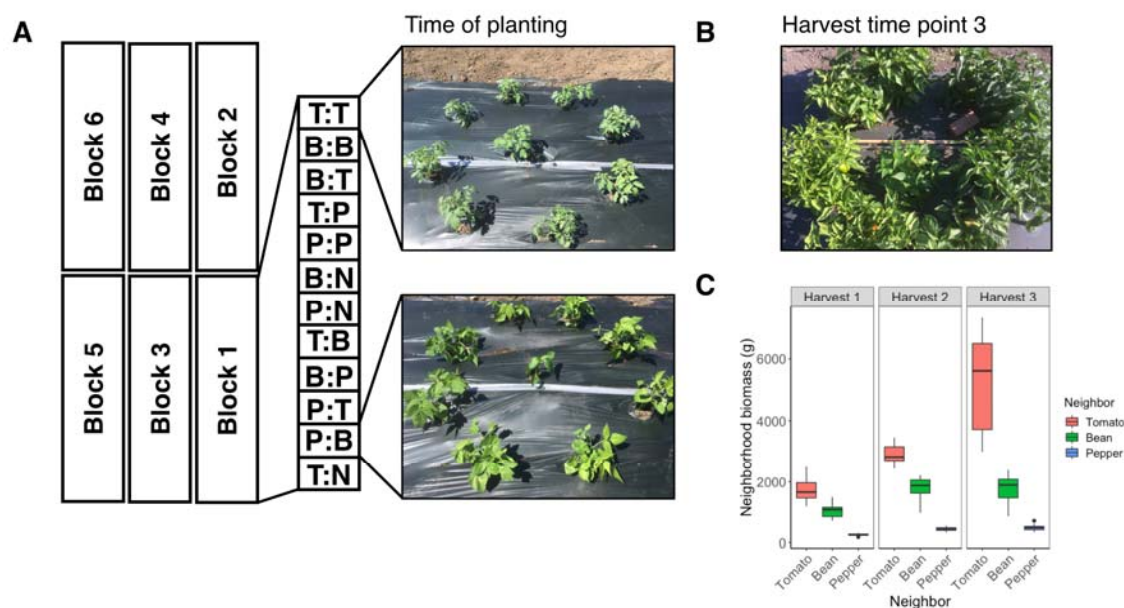 A
Time of planting
B
Harvest time point 3
Block 6
Block 4
Block 2
Block 5
Block 3
Block 1
T:T
B:B
B:T
T:P
P:P
B:N
P:N
T:B
B:P
P:T
P:B
T:N
C
Harvest 1
Harvest 2
Harvest 3
Neighborhood biomass (g)
6000
4000
2000
0
Tomato
Bean
Pepper
Tomato
Bean
Pepper
Tomato
Bean
Pepper
Neighbor
Neighbor
Tomato
Bean
Pepper